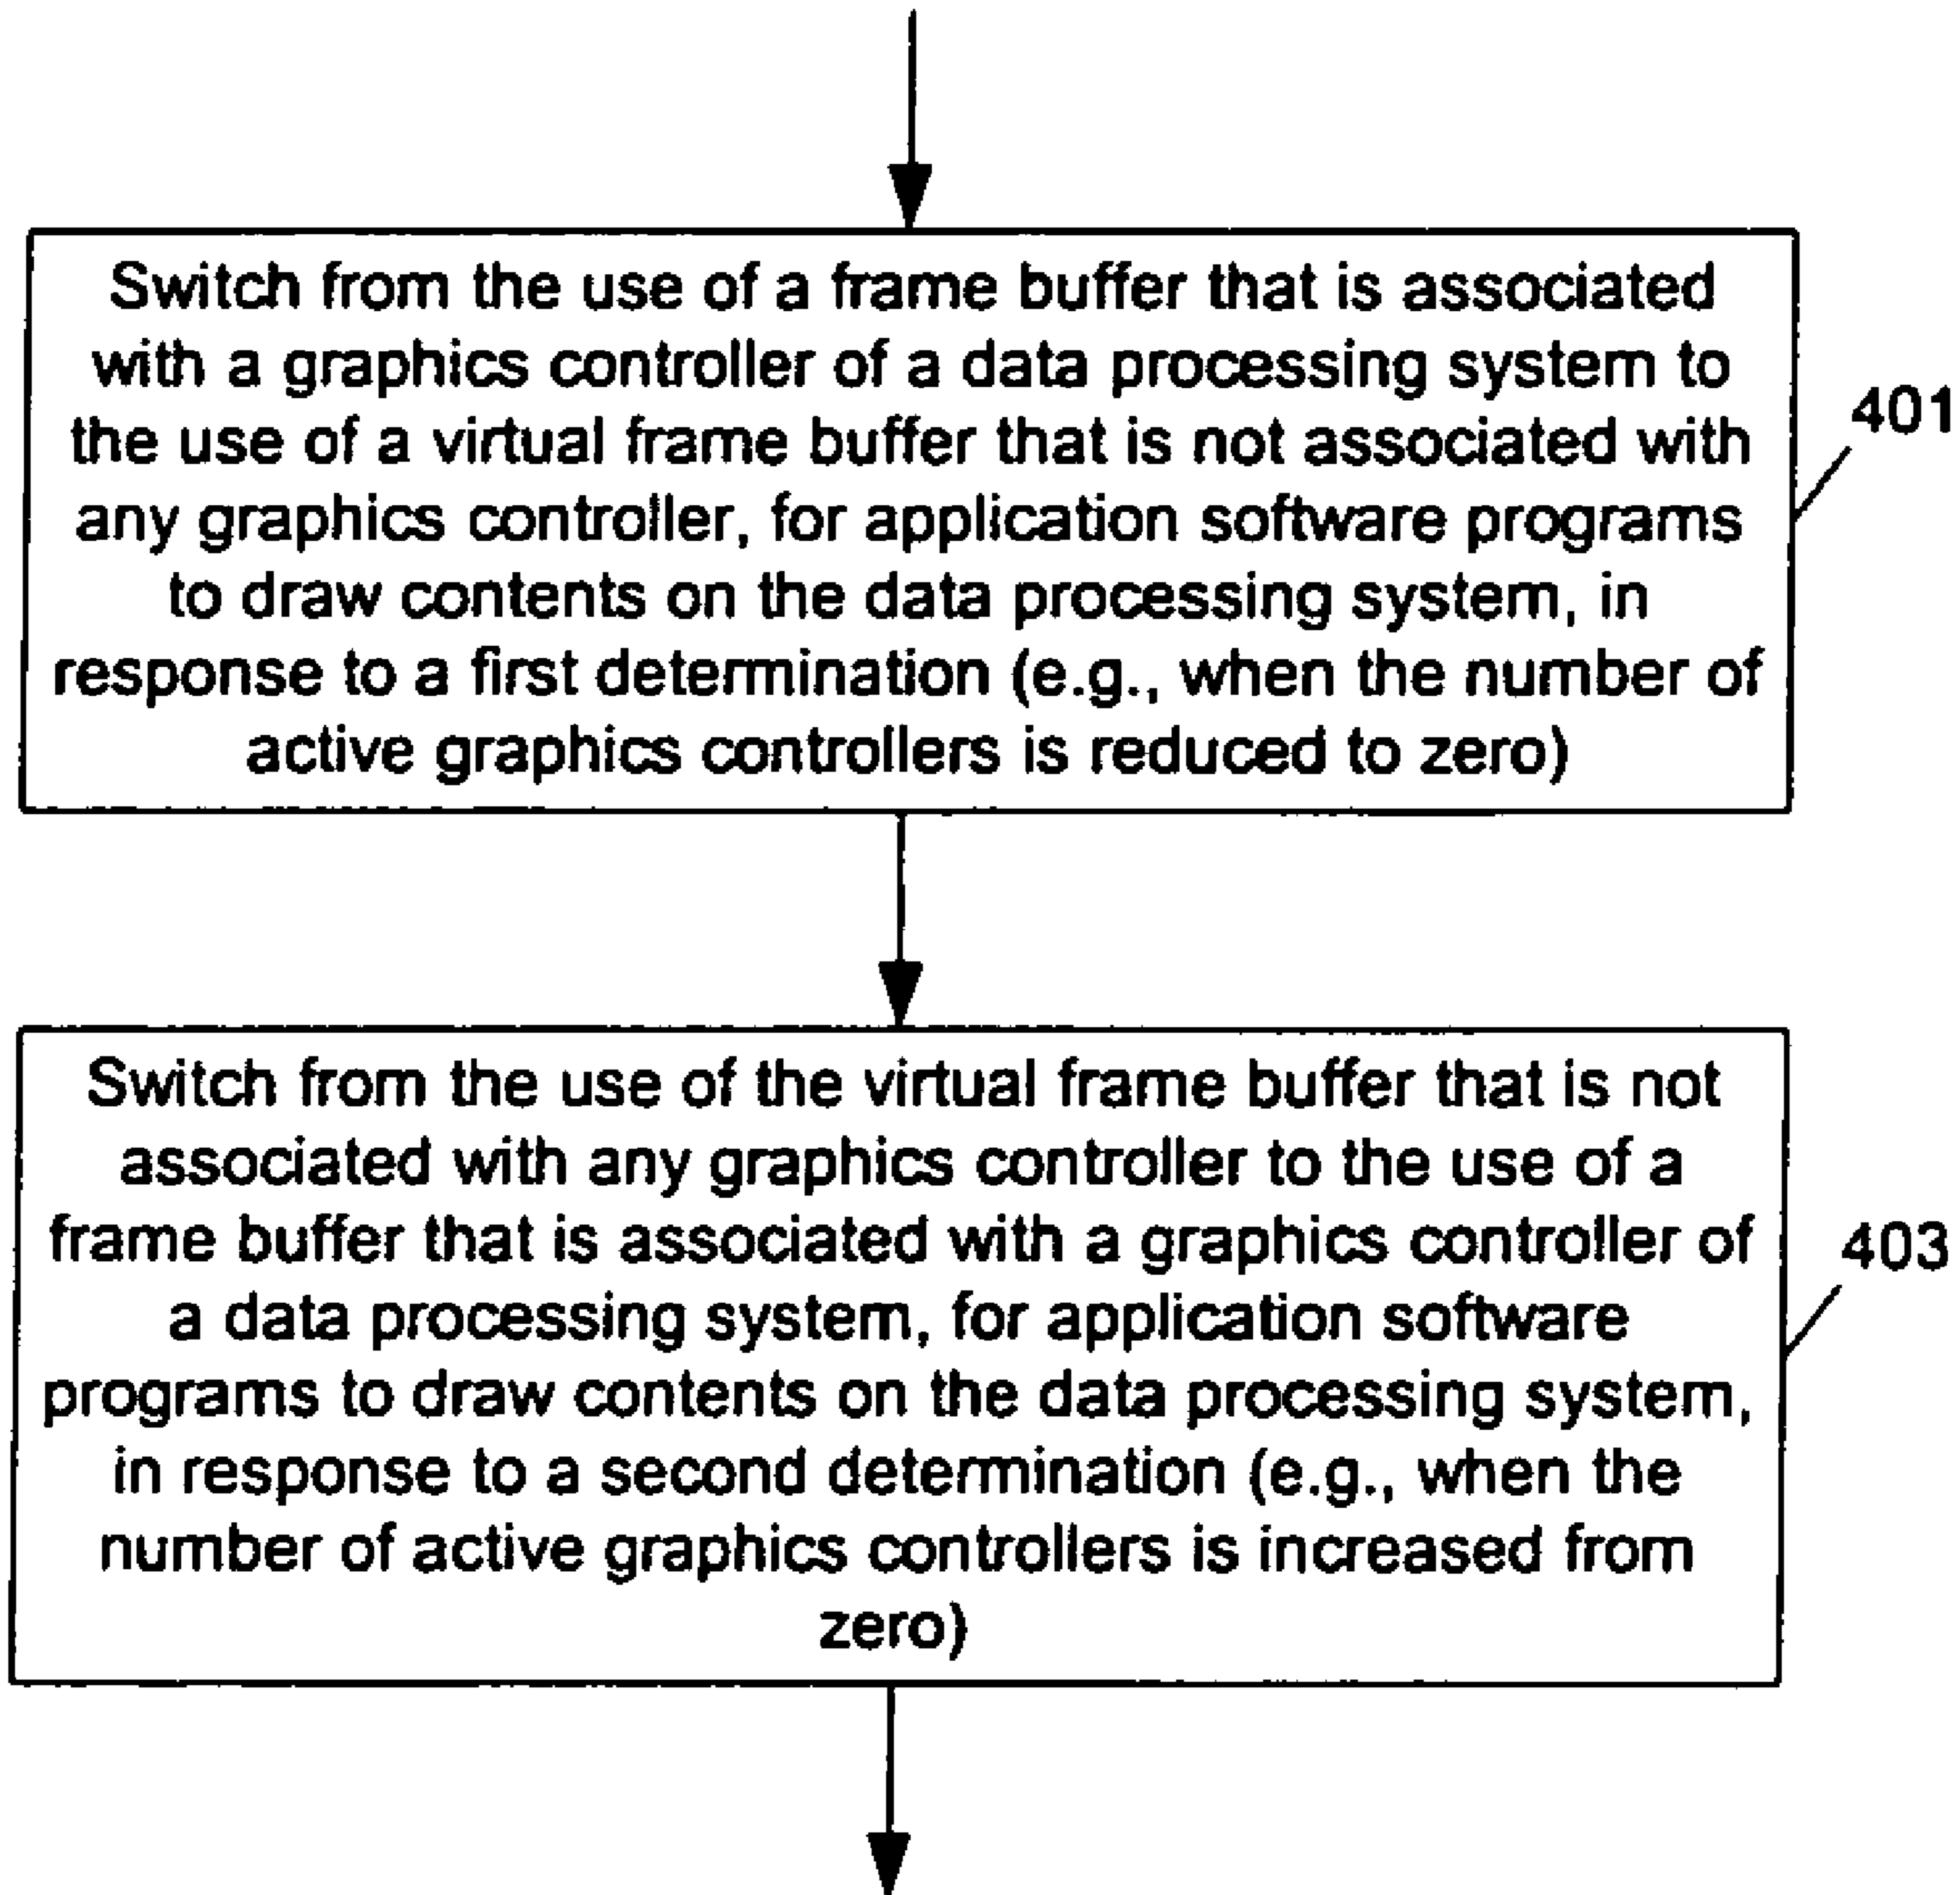 Switch from the use of a frame buffer that is associated
with a graphics controller of a data processing system to
the use of a virtual frame buffer that is not associated with
any graphics controller, for application software programs
to draw contents on the data processing system, in
response to a first determination (e.g., when the number of
active graphics controllers is reduced to zero)
401
Switch from the use of the virtual frame buffer that is not
associated with any graphics controller to the use of a
frame buffer that is associated with a graphics controller of
a data processing system, for application software
programs to draw contents on the data processing system,
in response to a second determination (e.g., when the
number of active graphics controllers is increased from
zero)
403